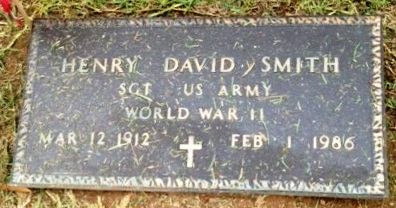 HENRY DAVID SMITH
SGT US ARMY
WORLD WAR II
MAR 12 1912 FEB 1 1986